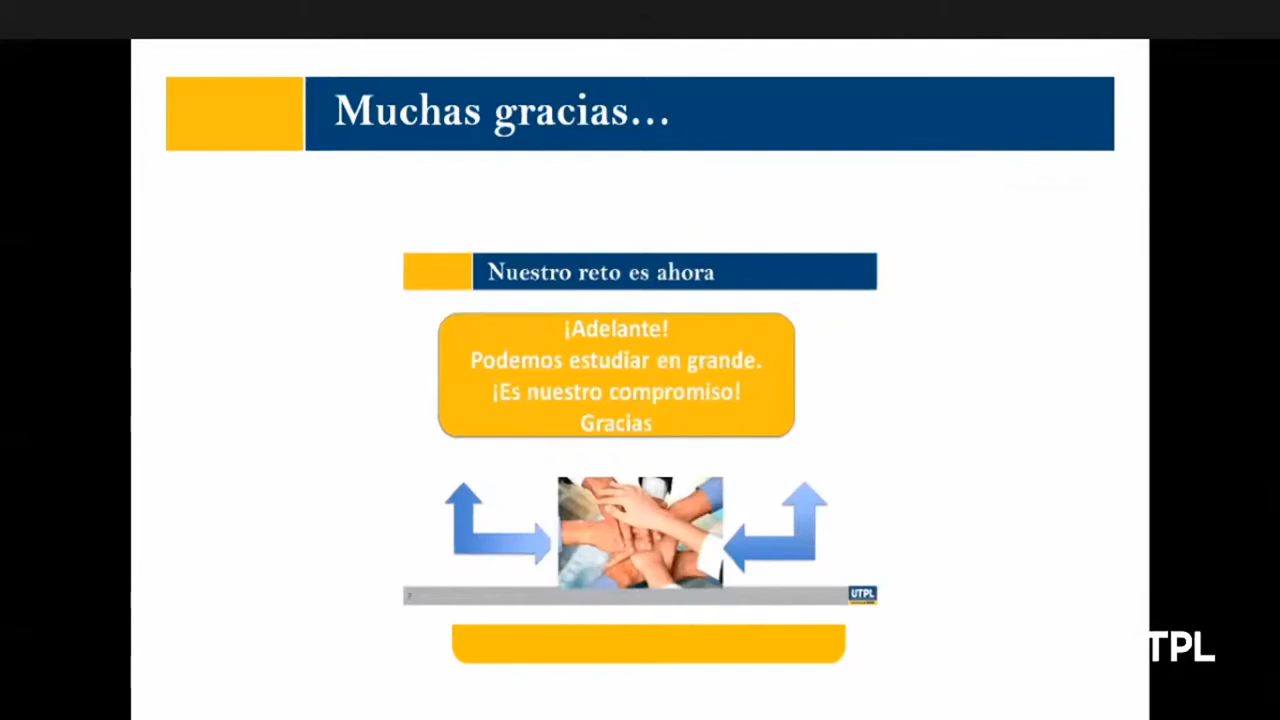 Muchas gracias...
Nuestro reto es ahora
¡Adelante!
Podemos estudiar en grande.
¡Es nuestro compromiso!
Gracias
UTPL
TPL